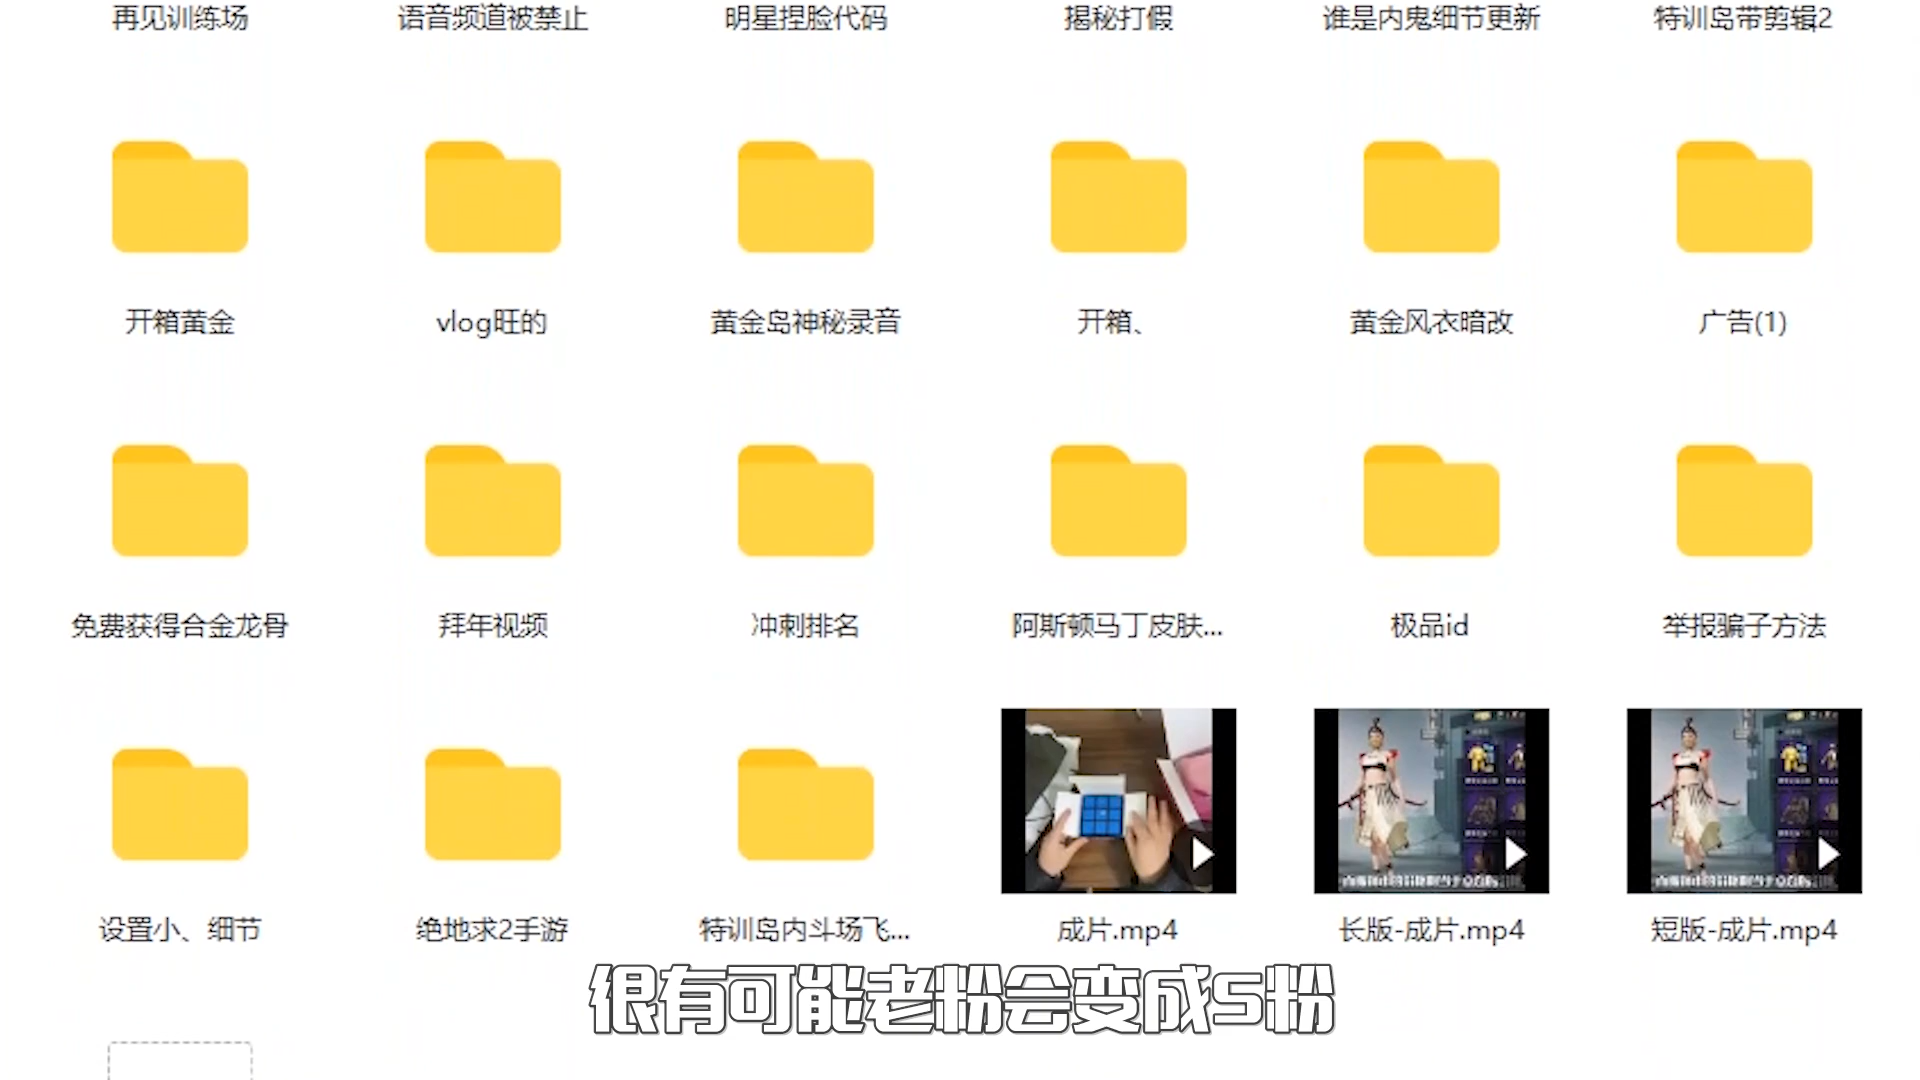 再见训练场
语音频道被禁止
明星捏脸代码
揭秘打假
谁是内鬼细节更新
特训岛带剪辑2
开箱黄金
vlog旺的
黄金岛神秘录音
开箱、
黄金风衣暗改
广告(1)
免费获得合金龙骨
拜年视频
冲刺排名
阿斯顿马丁皮肤...
极品id
举报骗子方法
设置小、细节
绝地求2手游
特训岛内斗场飞...
成片.mp4
长版-成片.mp4
短版-成片.mp4
很有可能老粉会变成S粉